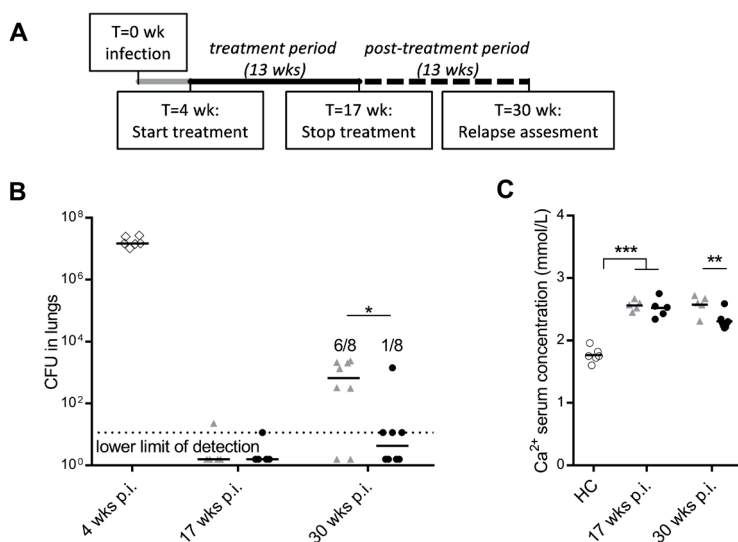 A
T=0 wk
infection
treatment period
(13 wks)
post-treatment period
(13 wks)
T=4 wk:
Start treatment
T=17 wk:
Stop treatment
T=30 wk:
Relapse assesment
B
CFU in lungs
10⁸
10⁶
10⁴
10²
10⁰
*
6/8
1/8
lower limit of detection
4 wks p.i.
17 wks p.i.
30 wks p.i.
C
Ca²⁺ serum concentration (mmol/L)
4
3
2
1
0
***
**
HC
17 wks p.i.
30 wks p.i.